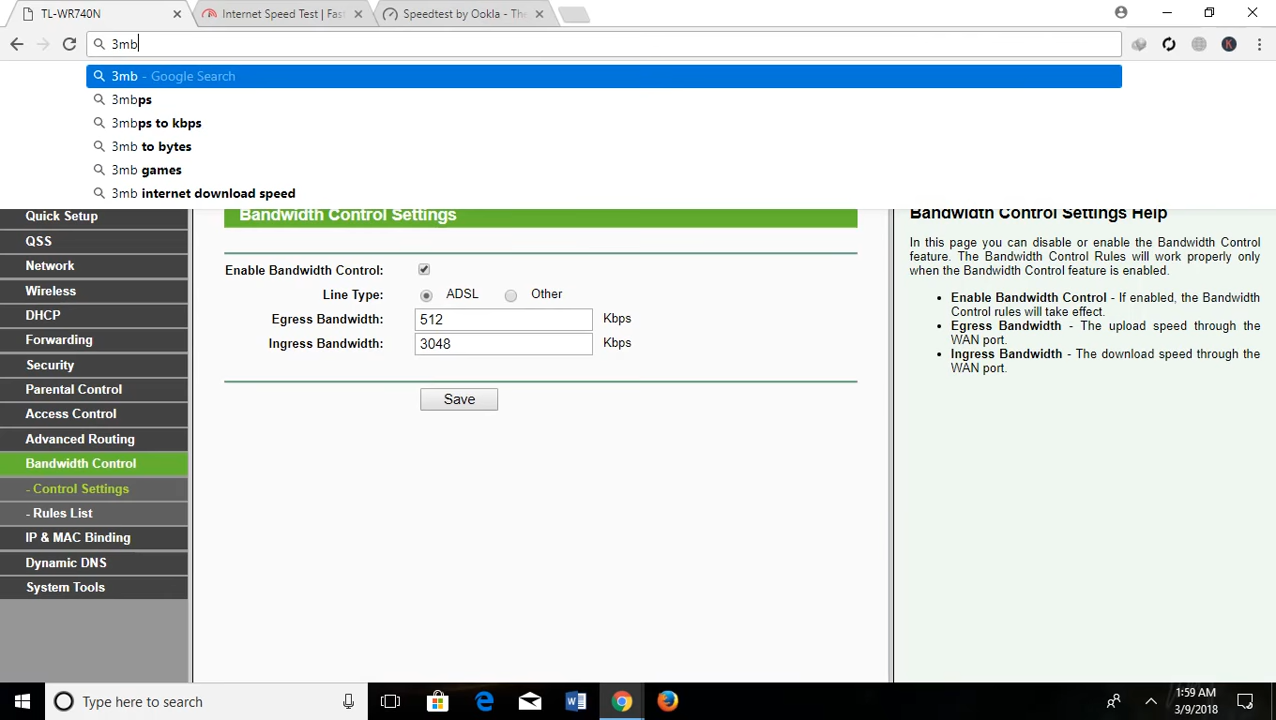 TL-WR740N
Internet Speed Test | Fast
Speedtest by Ookla - The
3mb
3mb - Google Search
3mbps
3mbps to kbps
3mb to bytes
3mb games
3mb internet download speed
Quick Setup
QSS
Network
Wireless
DHCP
Forwarding
Security
Parental Control
Access Control
Advanced Routing
Bandwidth Control
- Control Settings
- Rules List
IP & MAC Binding
Dynamic DNS
System Tools
Bandwidth Control Settings
Enable Bandwidth Control:
Line Type: ADSL Other
Egress Bandwidth: 512 Kbps
Ingress Bandwidth: 3048 Kbps
Save
Bandwidth Control Settings Help
In this page you can disable or enable the Bandwidth Control
feature. The Bandwidth Control Rules will work properly only
when the Bandwidth Control feature is enabled.
• Enable Bandwidth Control - If enabled, the Bandwidth
Control rules will take effect.
• Egress Bandwidth - The upload speed through the
WAN port.
• Ingress Bandwidth - The download speed through the
WAN port.
K
Type here to search
1:59 AM
3/9/2018